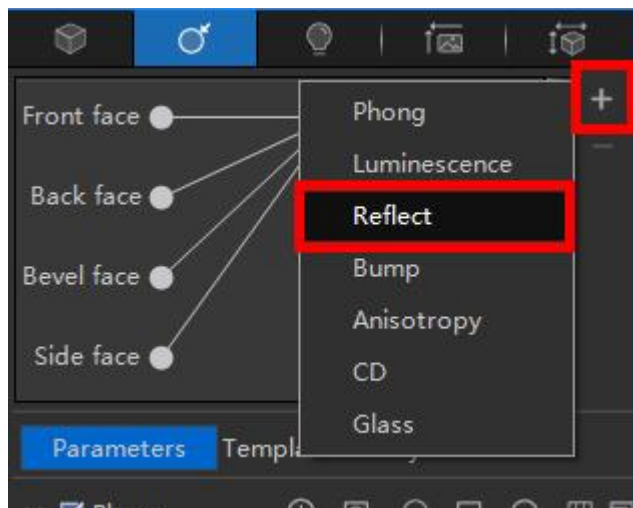 Front face
Back face
Bevel face
Side face
Phong
Luminescence
Reflect
Bump
Anisotropy
CD
Glass
Parameters